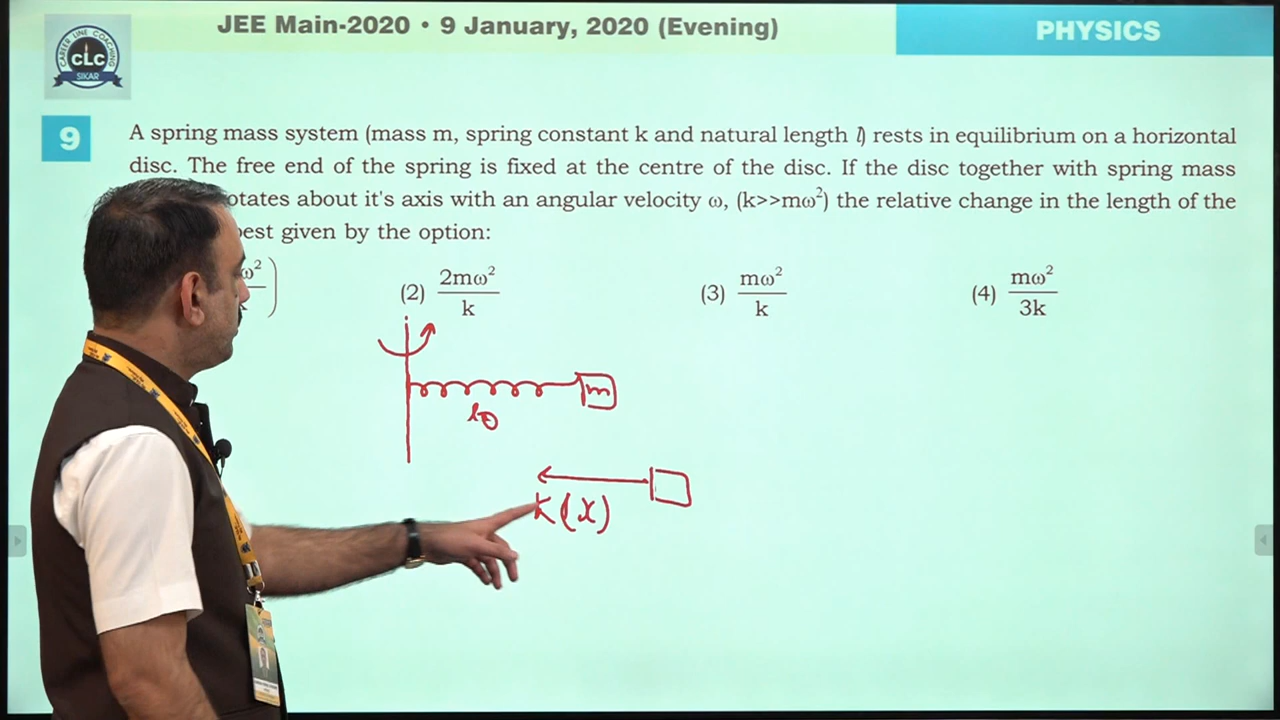 JEE Main-2020 • 9 January, 2020 (Evening)
PHYSICS
CAREER LINE COACHING
CLC
SIKAR
9
A spring mass system (mass m, spring constant k and natural length l) rests in equilibrium on a horizontal
disc. The free end of the spring is fixed at the centre of the disc. If the disc together with spring mass
otates about it's axis with an angular velocity ω, (k>>mω²) the relative change in the length of the
best given by the option:
ω²
(2) 2mω²/k
(3) mω²/k
(4) mω²/3k
m
l₀
k(x)